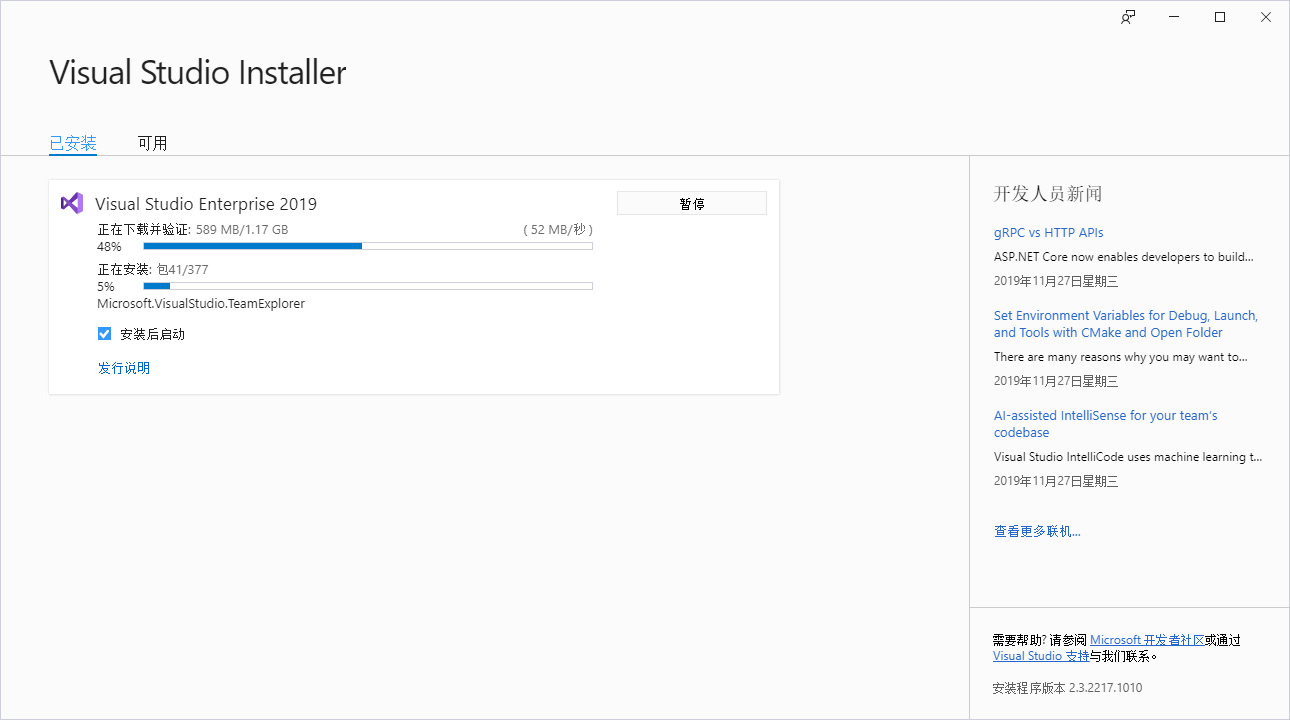 Visual Studio Installer
已安装
可用
Visual Studio Enterprise 2019
暂停
正在下载并验证: 589 MB/1.17 GB
( 52 MB/秒 )
48%
正在安装: 包41/377
5%
Microsoft.VisualStudio.TeamExplorer
安装后启动
发行说明
开发人员新闻
gRPC vs HTTP APIs
ASP.NET Core now enables developers to build...
2019年11月27日星期三
Set Environment Variables for Debug, Launch,
and Tools with CMake and Open Folder
There are many reasons why you may want to...
2019年11月27日星期三
AI-assisted IntelliSense for your team's
codebase
Visual Studio IntelliCode uses machine learning t...
2019年11月27日星期三
查看更多联机...
需要帮助? 请参阅 Microsoft 开发者社区或通过
Visual Studio 支持与我们联系。
安装程序版本 2.3.2217.1010